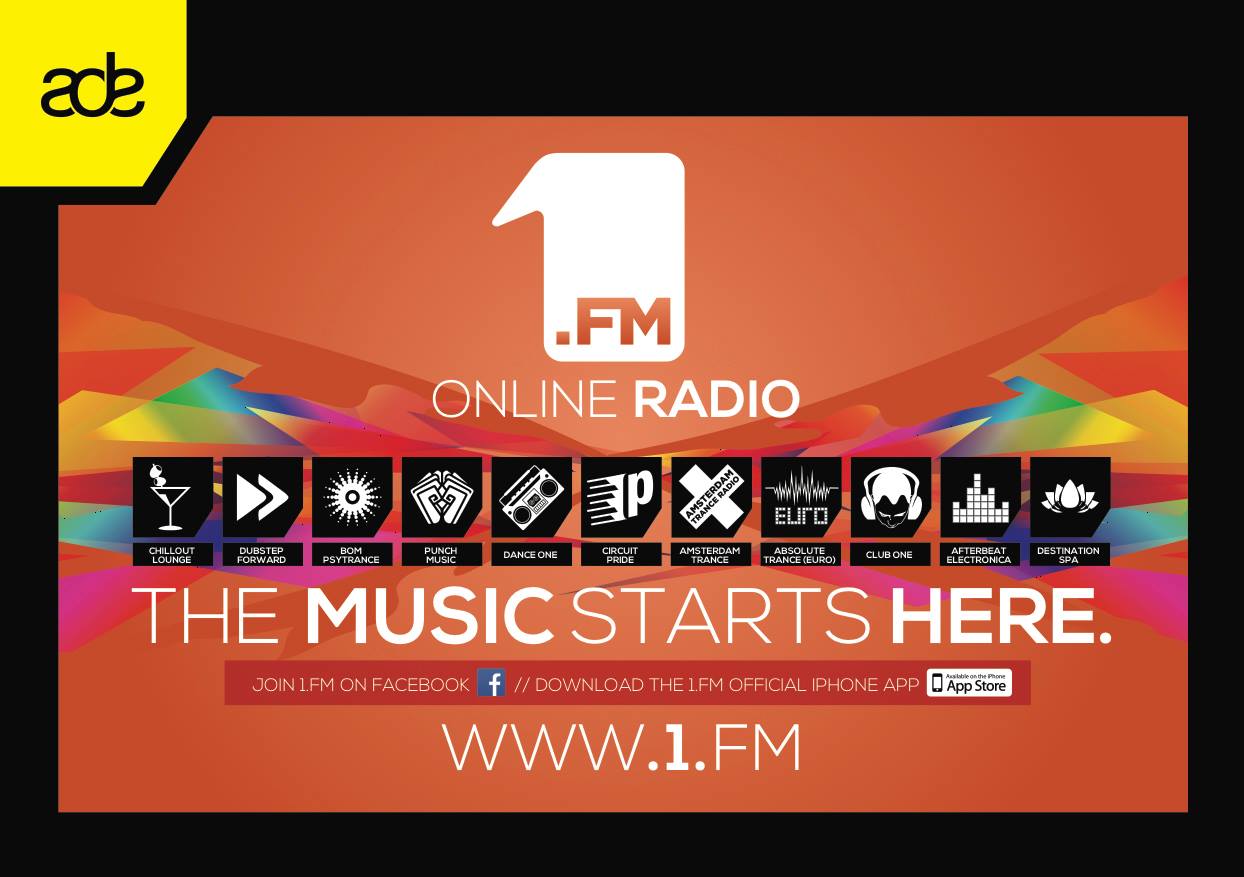 ade
1
.FM
ONLINE RADIO
AMSTERDAM
TRANCE RADIO
P
EURO
CHILLOUT
LOUNGE
DUBSTEP
FORWARD
BOM
PSYTRANCE
PUNCH
MUSIC
DANCE ONE
CIRCUIT
PRIDE
AMSTERDAM
TRANCE
ABSOLUTE
TRANCE (EURO)
CLUB ONE
AFTERBEAT
ELECTRONICA
DESTINATION
SPA
THE MUSIC STARTS HERE.
JOIN 1.FM ON FACEBOOK f // DOWNLOAD THE 1.FM OFFICIAL IPHONE APP
Available on the iPhone
App Store
WWW.1.FM